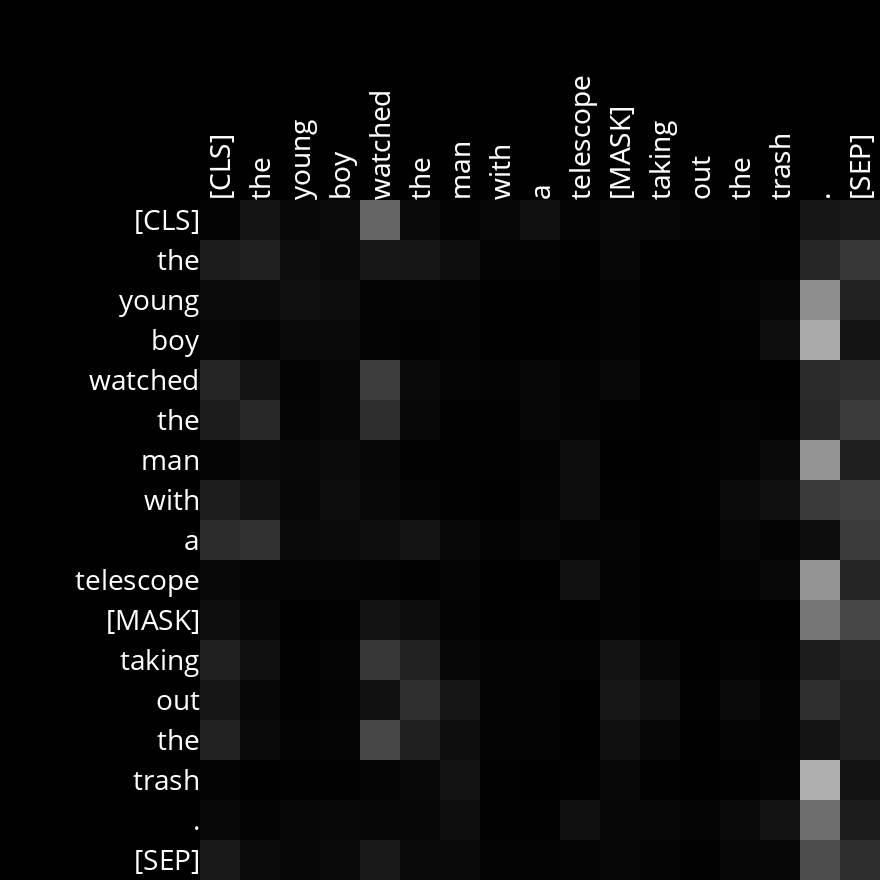 [CLS] the young boy watched the man with a telescope [MASK] taking out the trash . [SEP]
[CLS]
the
young
boy
watched
the
man
with
a
telescope
[MASK]
taking
out
the
trash
.
[SEP]